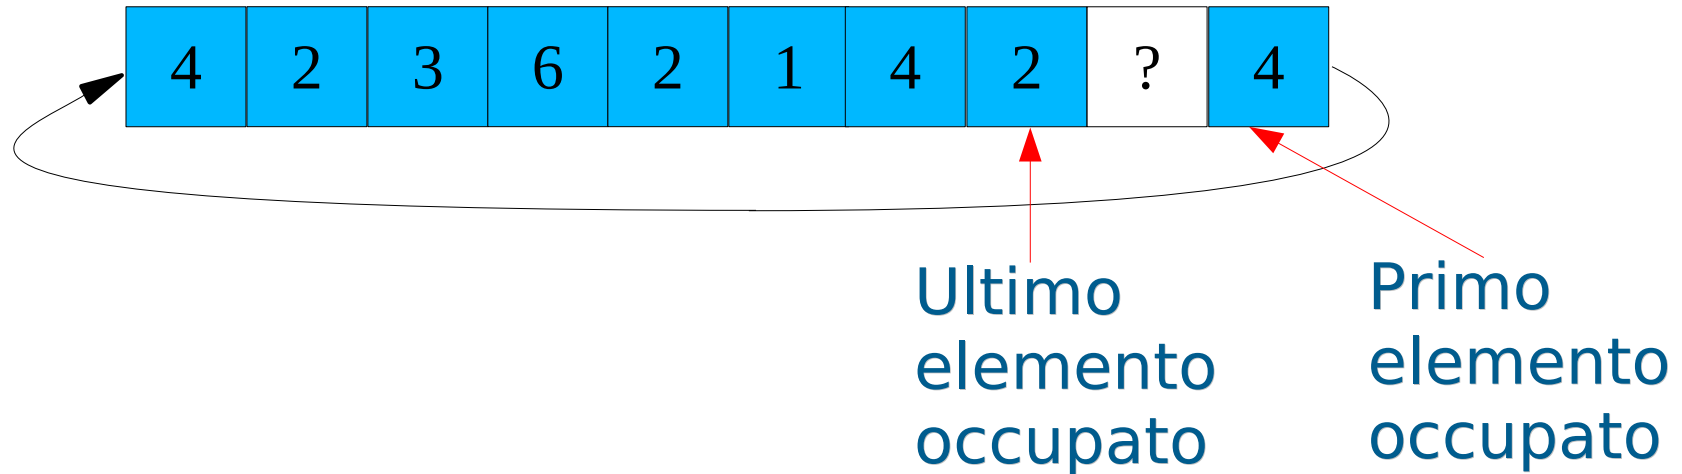 4 2 3 6 2 1 4 2 ? 4
Ultimo
elemento
occupato
Primo
elemento
occupato